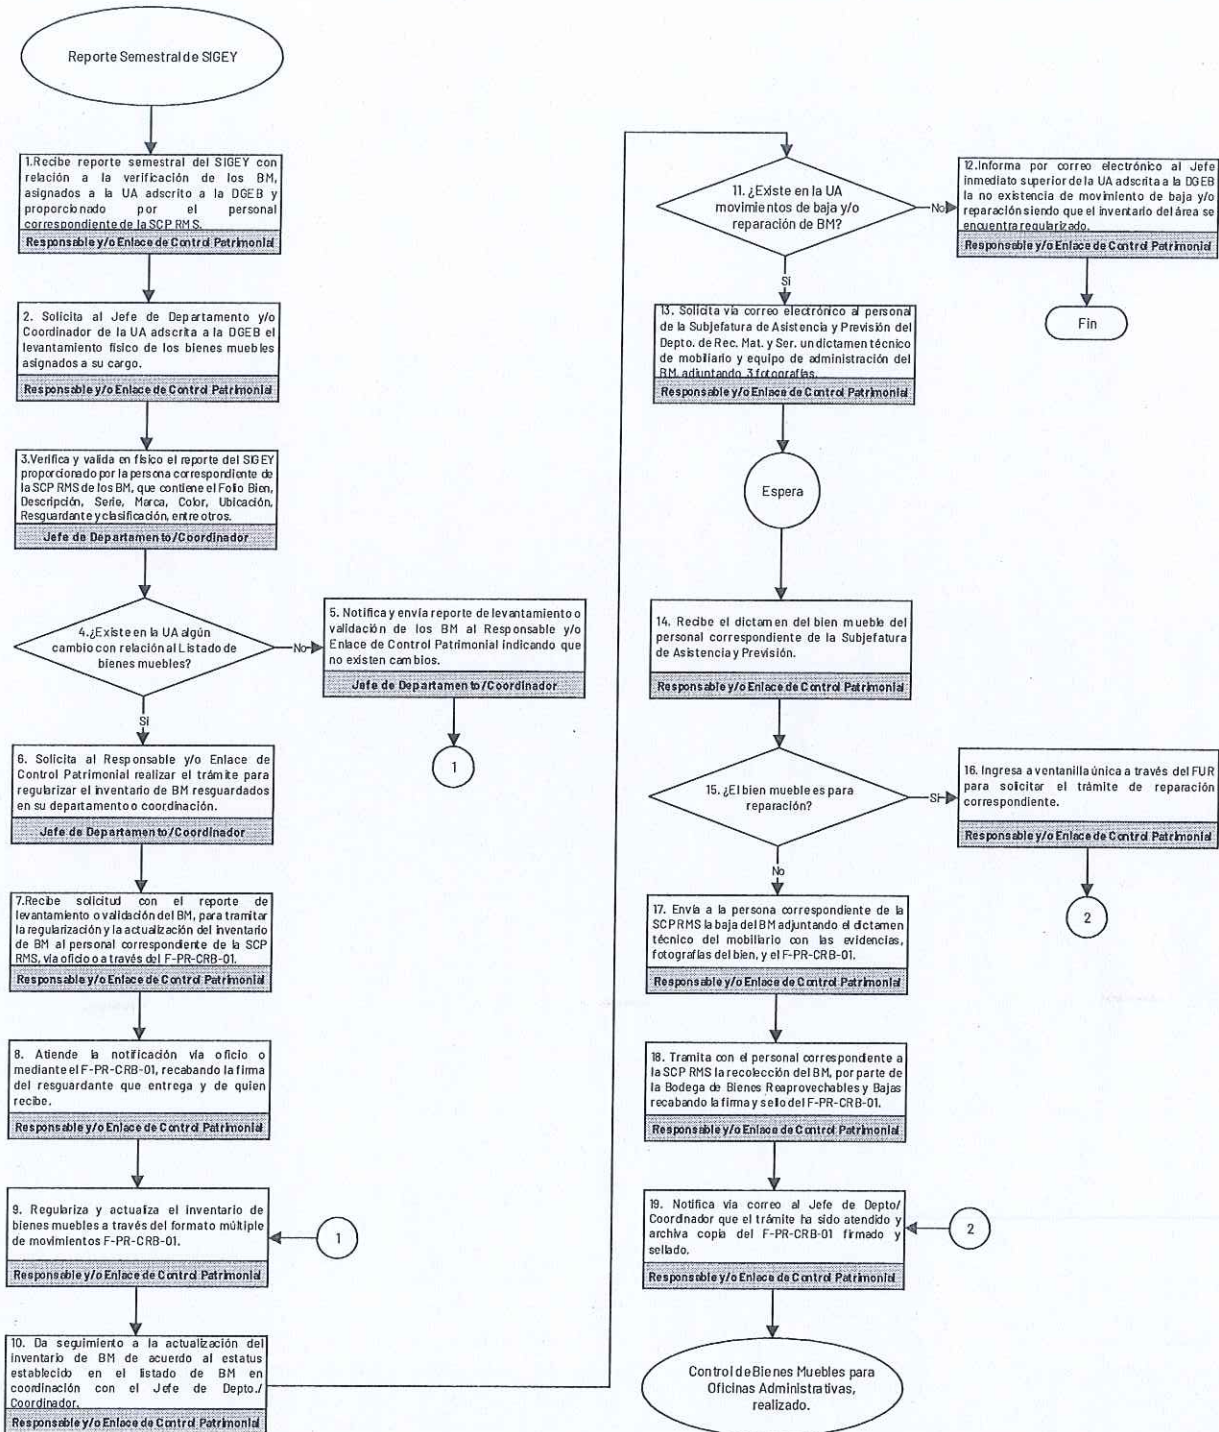 Reporte Semestral de SIGEY
1.Recibe reporte semestral del SIGEY con
relación a la verificación de los BM,
asignados a la UA adscrito a la DGEB y
proporcionado por el personal
correspondiente de la SCP RMS.
Responsable y/o Enlace de Control Patrimonial
2. Solicita al Jefe de Departamento y/o
Coordinador de la UA adscrita a la DGEB el
levantamiento físico de los bienes muebles
asignados a su cargo.
Responsable y/o Enlace de Control Patrimonial
3.Verifica y valida en físico el reporte del SIGEY
proporcionado por la persona correspondiente de
la SCP RMS de los BM, que contiene el Folio Bien,
Descripción, Serie, Marca, Color, Ubicación,
Resguardante y clasificación, entre otros.
Jefe de Departamento/Coordinador
4.¿Existe en la UA algún
cambio con relación al Listado de
bienes muebles?
No
5. Notifica y envía reporte de levantamiento o
validación de los BM al Responsable y/o
Enlace de Control Patrimonial indicando que
no existen cambios.
Jefe de Departamento/Coordinador
1
Si
6. Solicita al Responsable y/o Enlace de
Control Patrimonial realizar el trámite para
regularizar el inventario de BM resguardados
en su departamento o coordinación.
Jefe de Departamento/Coordinador
7.Recibe solicitud con el reporte de
levantamiento o validación del BM, para tramitar
la regularización y la actualización del inventario
de BM al personal correspondiente de la SCP
RMS, vía oficio o a través del F-PR-CRB-01.
Responsable y/o Enlace de Control Patrimonial
8. Atiende la notificación vía oficio o
mediante el F-PR-CRB-01, recabando la firma
del resguardante que entrega y de quien
recibe.
Responsable y/o Enlace de Control Patrimonial
9. Regulariza y actualiza el inventario de
bienes muebles a través del formato múltiple
de movimientos F-PR-CRB-01.
Responsable y/o Enlace de Control Patrimonial
1
10. Da seguimiento a la actualización del
inventario de BM de acuerdo al estatus
establecido en el listado de BM en
coordinación con el Jefe de Depto./
Coordinador.
Responsable y/o Enlace de Control Patrimonial
11. ¿Existe en la UA
movimientos de baja y/o
reparación de BM?
No
12.Informa por correo electrónico al Jefe
inmediato superior de la UA adscrita a la DGEB
la no existencia de movimiento de baja y/o
reparación siendo que el inventario del área se
encuentra regularizado.
Responsable y/o Enlace de Control Patrimonial
Fin
Si
13. Solicita vía correo electrónico al personal
de la Subjefatura de Asistencia y Previsión del
Depto. de Rec. Mat. y Ser. un dictamen técnico
de mobiliario y equipo de administración del
BM, adjuntando 3 fotografías.
Responsable y/o Enlace de Control Patrimonial
Espera
14. Recibe el dictamen del bien mueble del
personal correspondiente de la Subjefatura
de Asistencia y Previsión.
Responsable y/o Enlace de Control Patrimonial
15. ¿El bien mueble es para
reparación?
Si
16. Ingresa a ventanilla única a través del FUR
para solicitar el trámite de reparación
correspondiente.
Responsable y/o Enlace de Control Patrimonial
2
No
17. Envía a la persona correspondiente de la
SCP RMS la baja del BM adjuntando el dictamen
técnico del mobiliario con las evidencias,
fotografías del bien, y el F-PR-CRB-01.
Responsable y/o Enlace de Control Patrimonial
18. Tramita con el personal correspondiente a
la SCP RMS la recolección del BM, por parte de
la Bodega de Bienes Reaprovechables y Bajas
recabando la firma y sello del F-PR-CRB-01.
Responsable y/o Enlace de Control Patrimonial
19. Notifica vía correo al Jefe de Depto/
Coordinador que el trámite ha sido atendido y
archiva copia del F-PR-CRB-01 firmado y
sellado.
Responsable y/o Enlace de Control Patrimonial
2
Control de Bienes Muebles para
Oficinas Administrativas,
realizado.